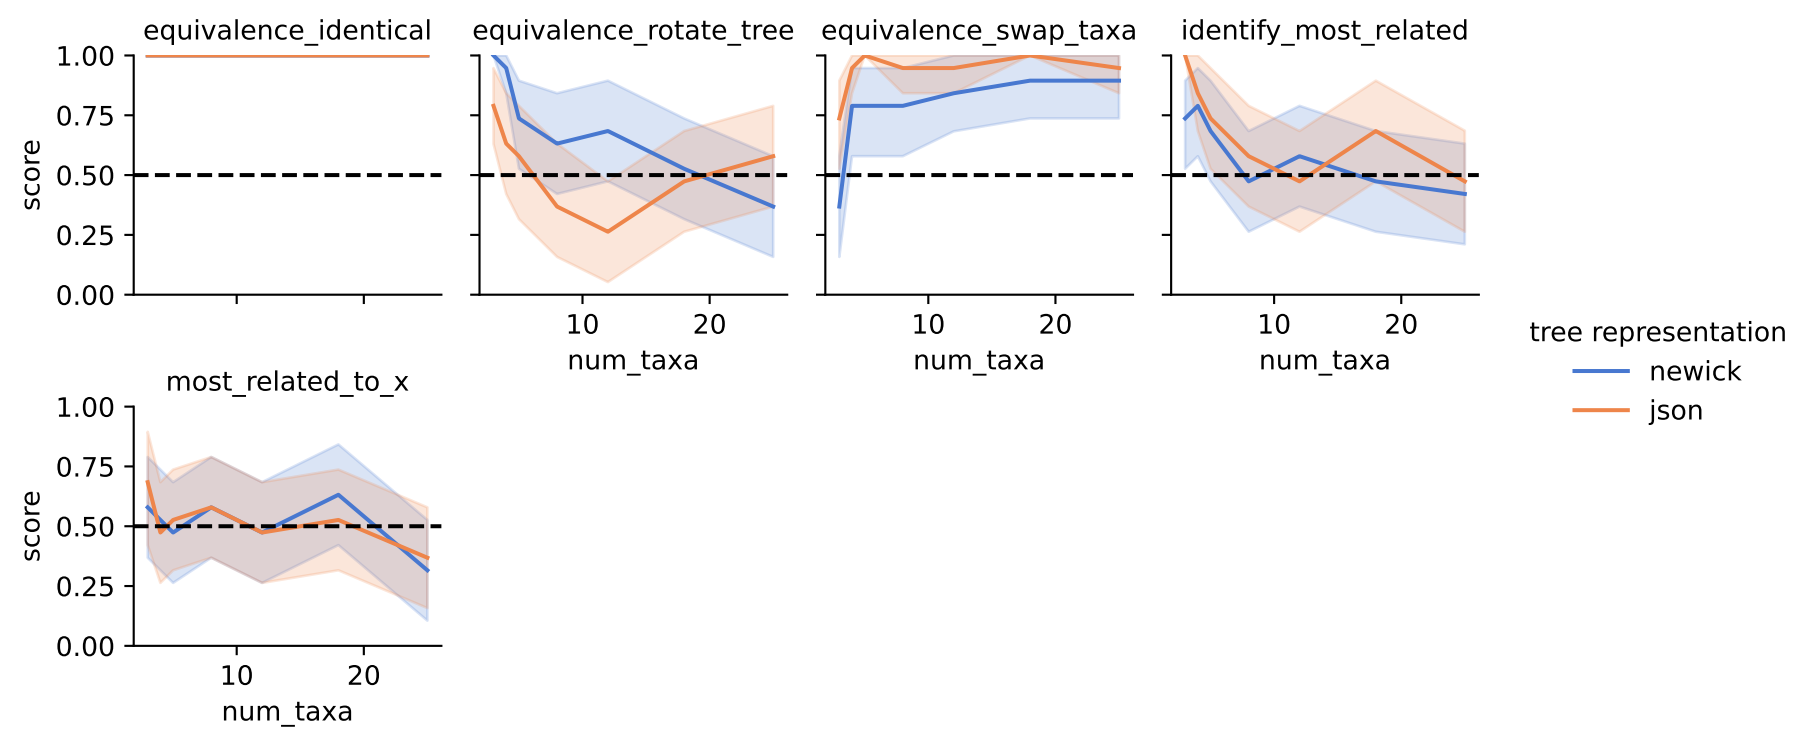 equivalence_identical
equivalence_rotate_tree
equivalence_swap_taxa
identify_most_related
score
1.00
0.75
0.50
0.25
0.00
10 20
num_taxa
10 20
num_taxa
10 20
num_taxa
most_related_to_x
score
1.00
0.75
0.50
0.25
0.00
10 20
num_taxa
tree representation
newick
json